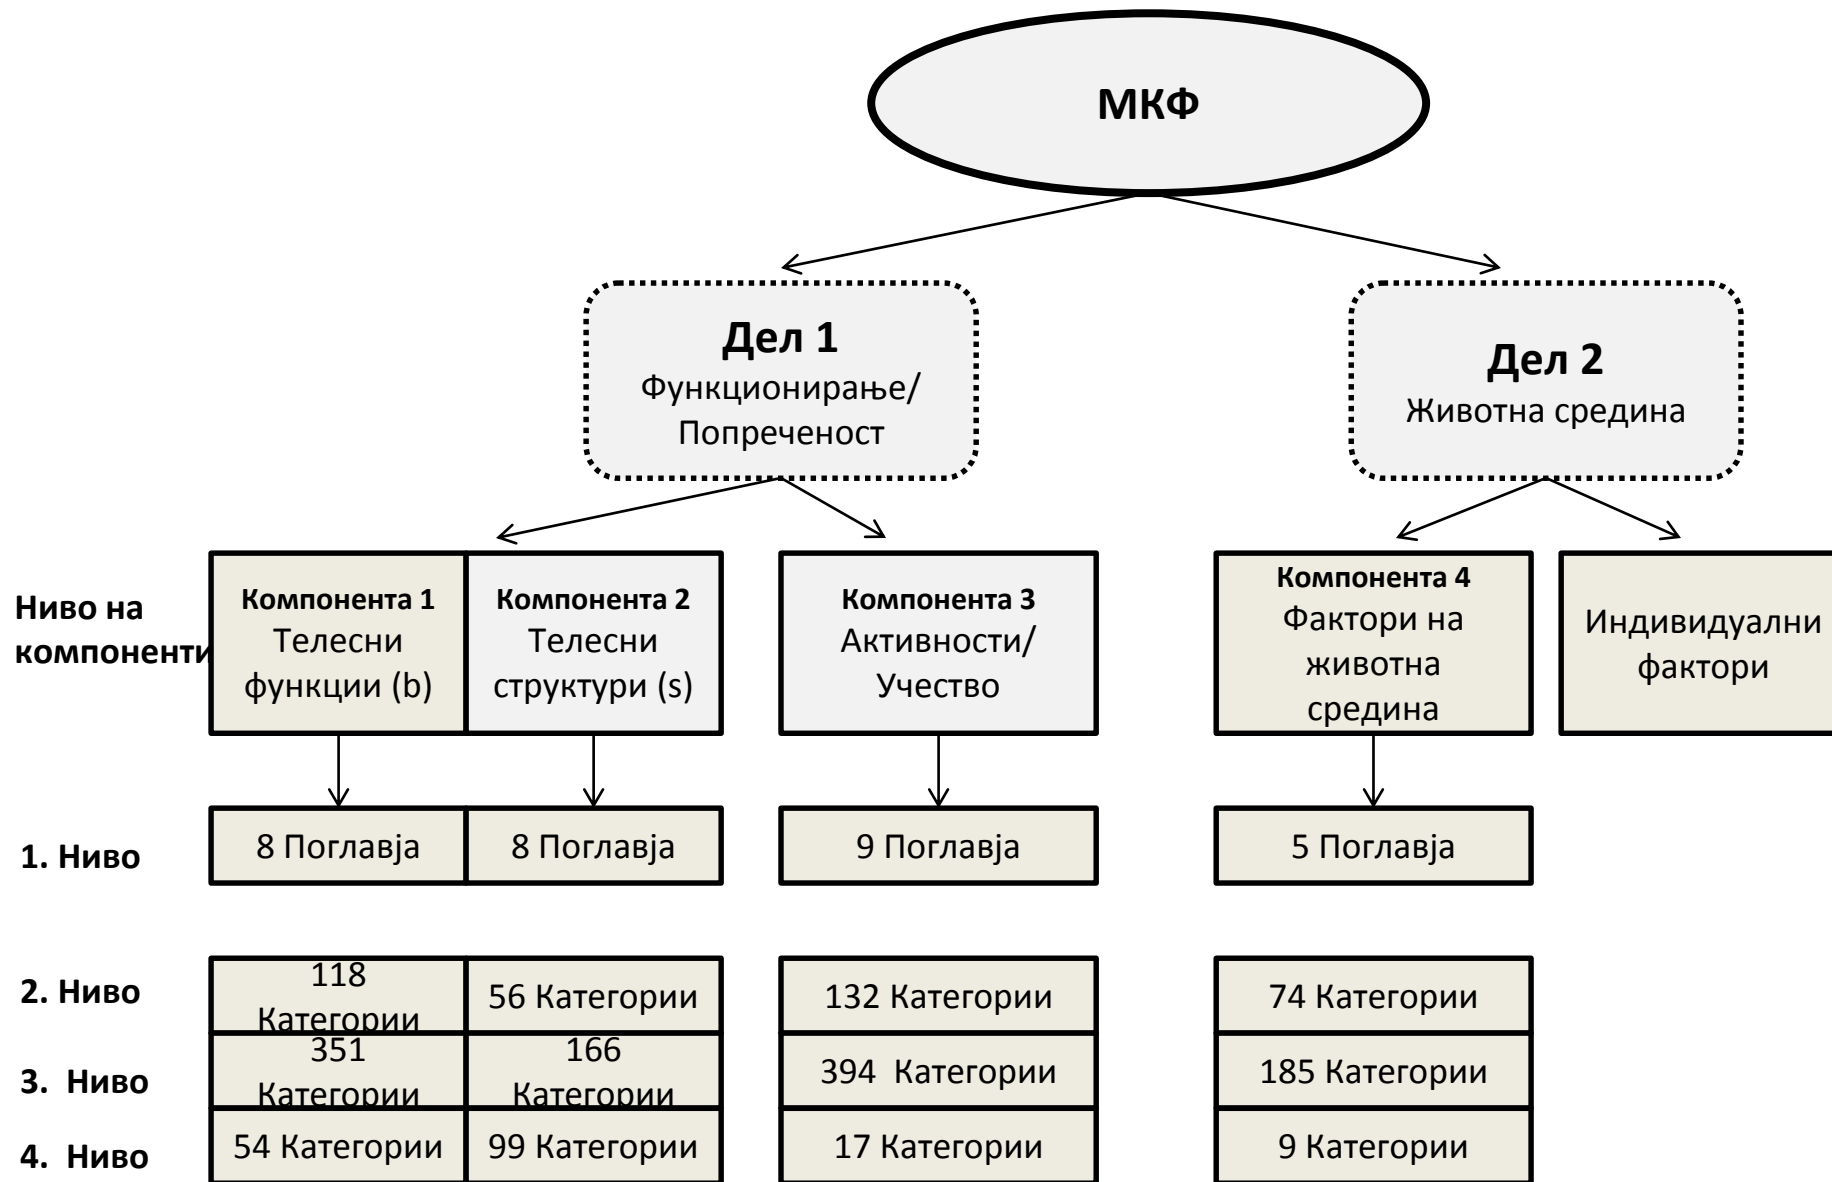 МКФ
Дел 1
Функционирање/
Попреченост
Дел 2
Животна средина
Ниво на
компоненти
Компонента 1
Телесни
функции (b)
Компонента 2
Телесни
структури (s)
Компонента 3
Активности/
Учество
Компонента 4
Фактори на
животна
средина
Индивидуални
фактори
1. Ниво
8 Поглавја
8 Поглавја
9 Поглавја
5 Поглавја
2. Ниво
118
Категории
56 Категории
132 Категории
74 Категории
3. Ниво
351
Категории
166
Категории
394 Категории
185 Категории
4. Ниво
54 Категории
99 Категории
17 Категории
9 Категории